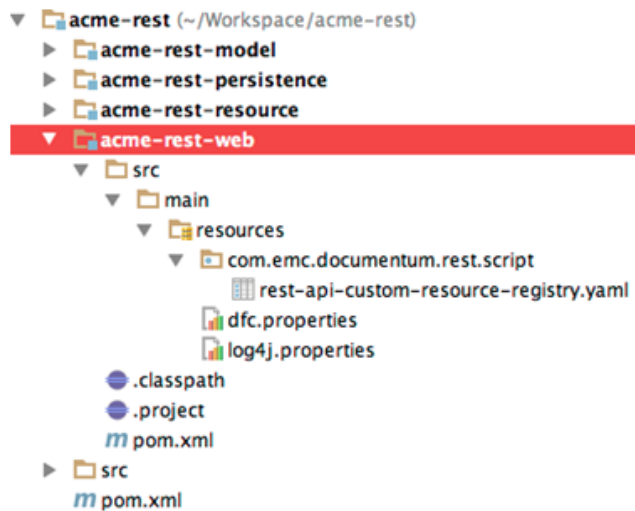 acme-rest (~/Workspace/acme-rest)
acme-rest-model
acme-rest-persistence
acme-rest-resource
acme-rest-web
src
main
resources
com.emc.documentum.rest.script
rest-api-custom-resource-registry.yaml
dfc.properties
log4j.properties
.classpath
.project
m pom.xml
src
m pom.xml